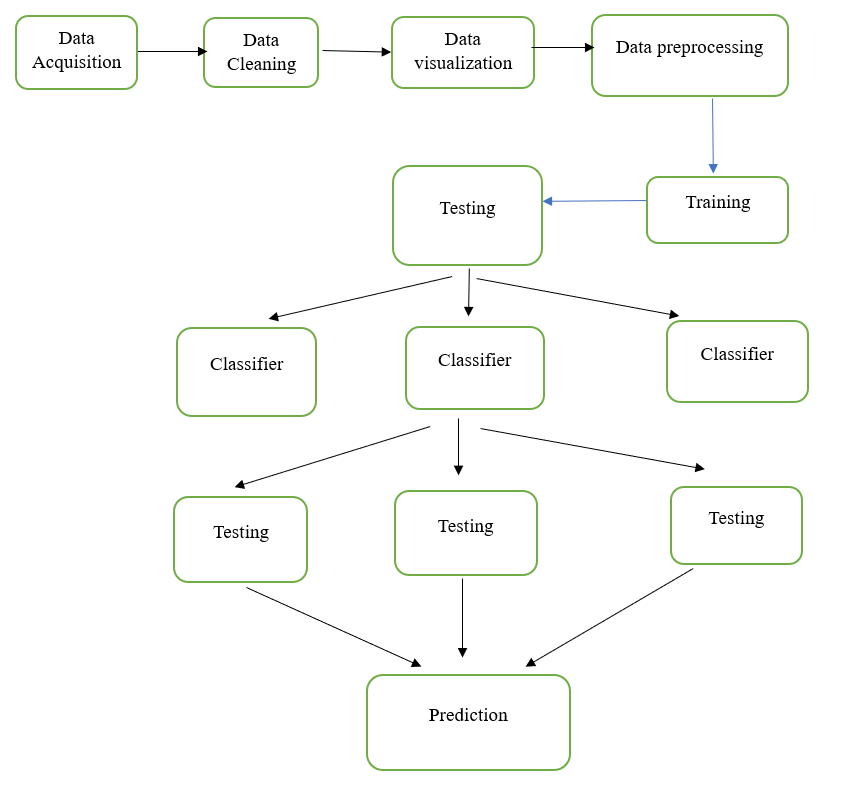 Data
Acquisition
Data
Cleaning
Data
visualization
Data preprocessing
Testing
Training
Classifier
Classifier
Classifier
Testing
Testing
Testing
Prediction